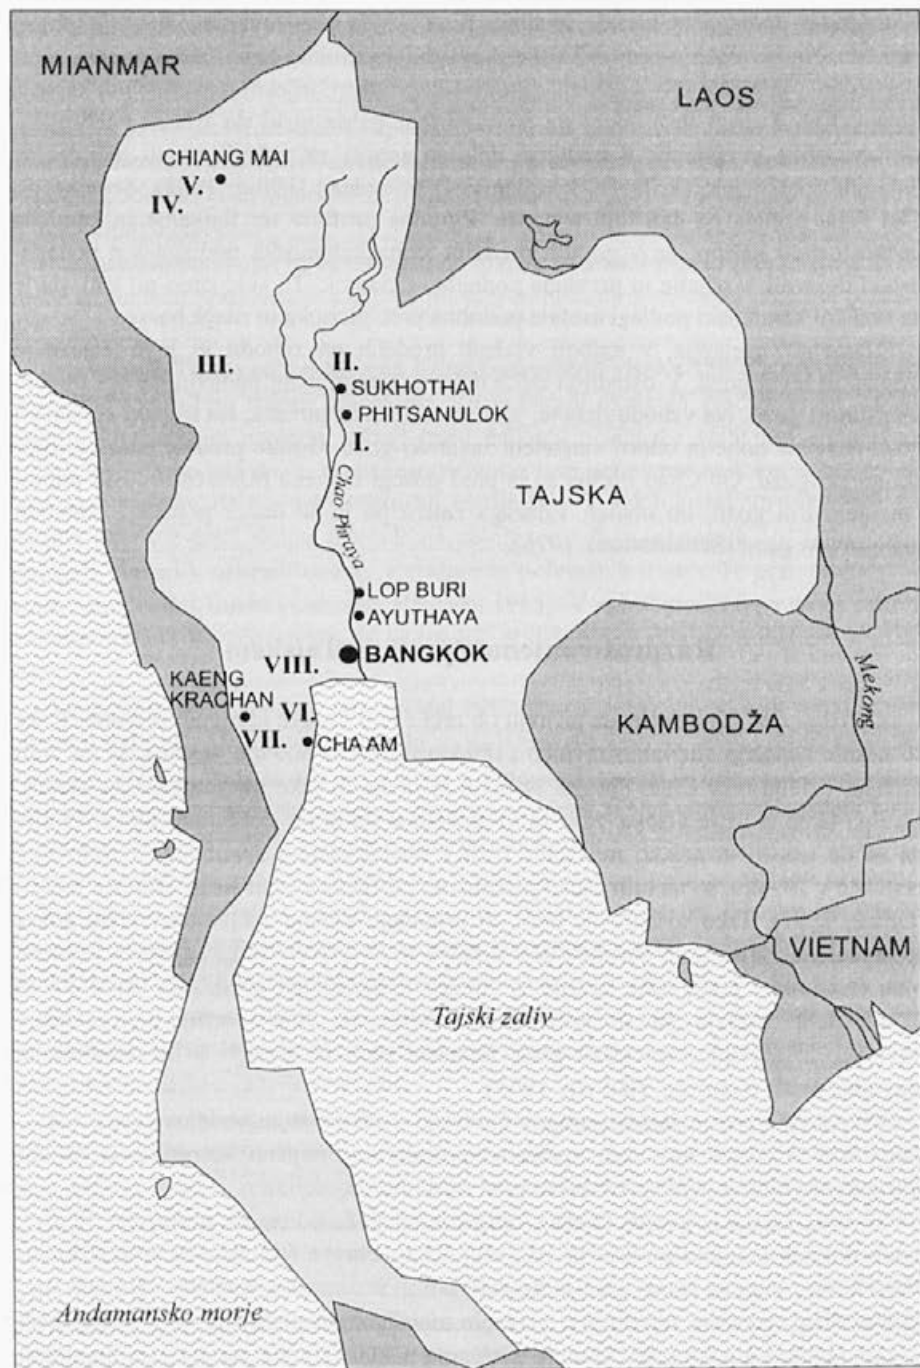 MIANMAR
LAOS
CHIANG MAI
V.
IV.
III.
II.
SUKHOTHAI
PHITSANULOK
I.
Chao Phraya
TAJSKA
LOP BURI
AYUTHAYA
BANGKOK
VIII.
KAENG
KRACHAN
VI.
VII.
CHA AM
KAMBODŽA
Mekong
VIETNAM
Tajski zaliv
Andamansko morje